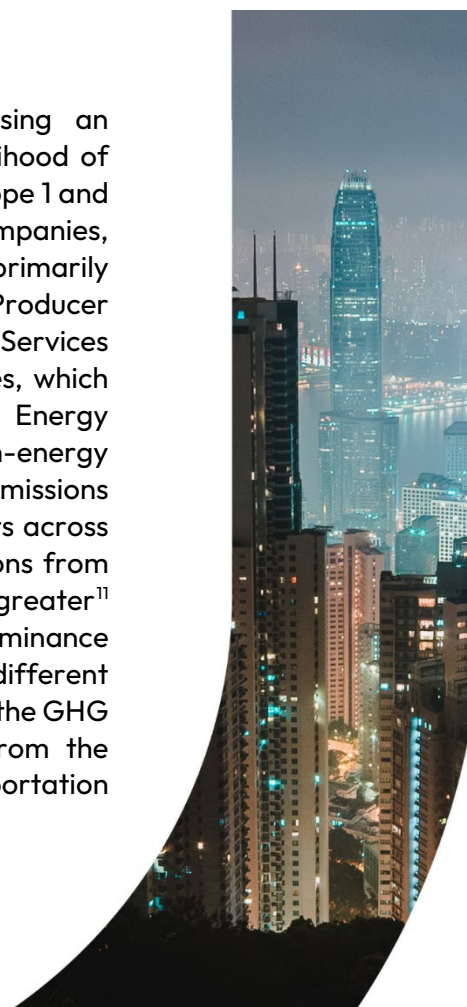 sing an
ihood of
ope 1 and
mpanies,
primarily
Producer
Services
es, which
Energy
n-energy
missions
rs across
ons from
greater¹¹
minance
different
the GHG
rom the
portation